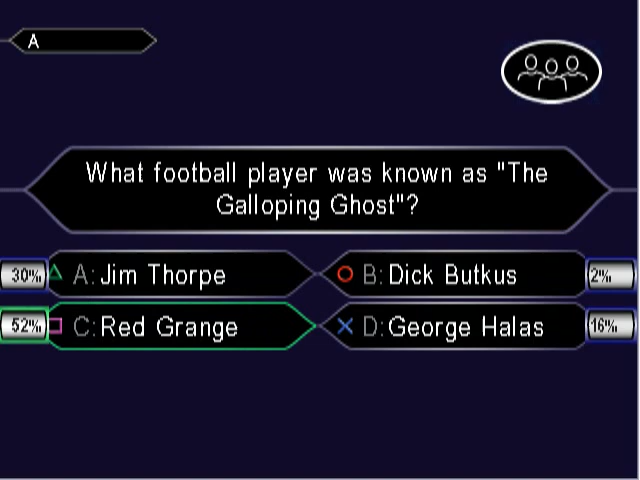 A
What football player was known as "The
Galloping Ghost"?
30% A: Jim Thorpe
B: Dick Butkus 2%
52% C: Red Grange
D: George Halas 16%